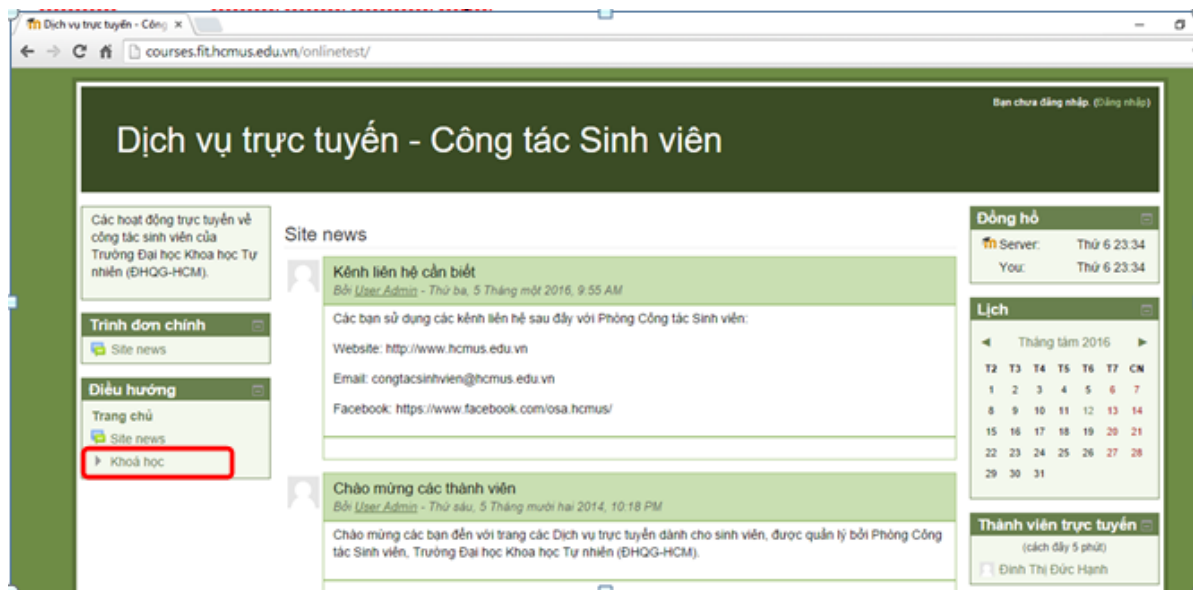 Dịch vụ trực tuyến - Công
courses.fit.hcmus.edu.vn/onlinetest/
Bạn chưa đăng nhập. (Đăng nhập)
Dịch vụ trực tuyến - Công tác Sinh viên
Các hoạt động trực tuyến về
công tác sinh viên của
Trường Đại học Khoa học Tự
nhiên (ĐHQG-HCM).
Trình đơn chính
Site news
Điều hướng
Trang chủ
Site news
Khoá học
Site news
Kênh liên hệ cần biết
Bởi User Admin - Thứ ba, 5 Tháng một 2016, 9:55 AM
Các bạn sử dụng các kênh liên hệ sau đây với Phòng Công tác Sinh viên:
Website: http://www.hcmus.edu.vn
Email: congtacsinhvien@hcmus.edu.vn
Facebook: https://www.facebook.com/osa.hcmus/
Chào mừng các thành viên
Bởi User Admin - Thứ sáu, 5 Tháng mười hai 2014, 10:18 PM
Chào mừng các bạn đến với trang các Dịch vụ trực tuyến dành cho sinh viên, được quản lý bởi Phòng Công
tác Sinh viên, Trường Đại học Khoa học Tự nhiên (ĐHQG-HCM).
Đồng hồ
Server: Thứ 6 23:34
You: Thứ 6 23:34
Lịch
Tháng tám 2016
T2 T3 T4 T5 T6 T7 CN
1 2 3 4 5 6 7
8 9 10 11 12 13 14
15 16 17 18 19 20 21
22 23 24 25 26 27 28
29 30 31
Thành viên trực tuyến
(cách đây 5 phút)
Đinh Thị Đức Hạnh